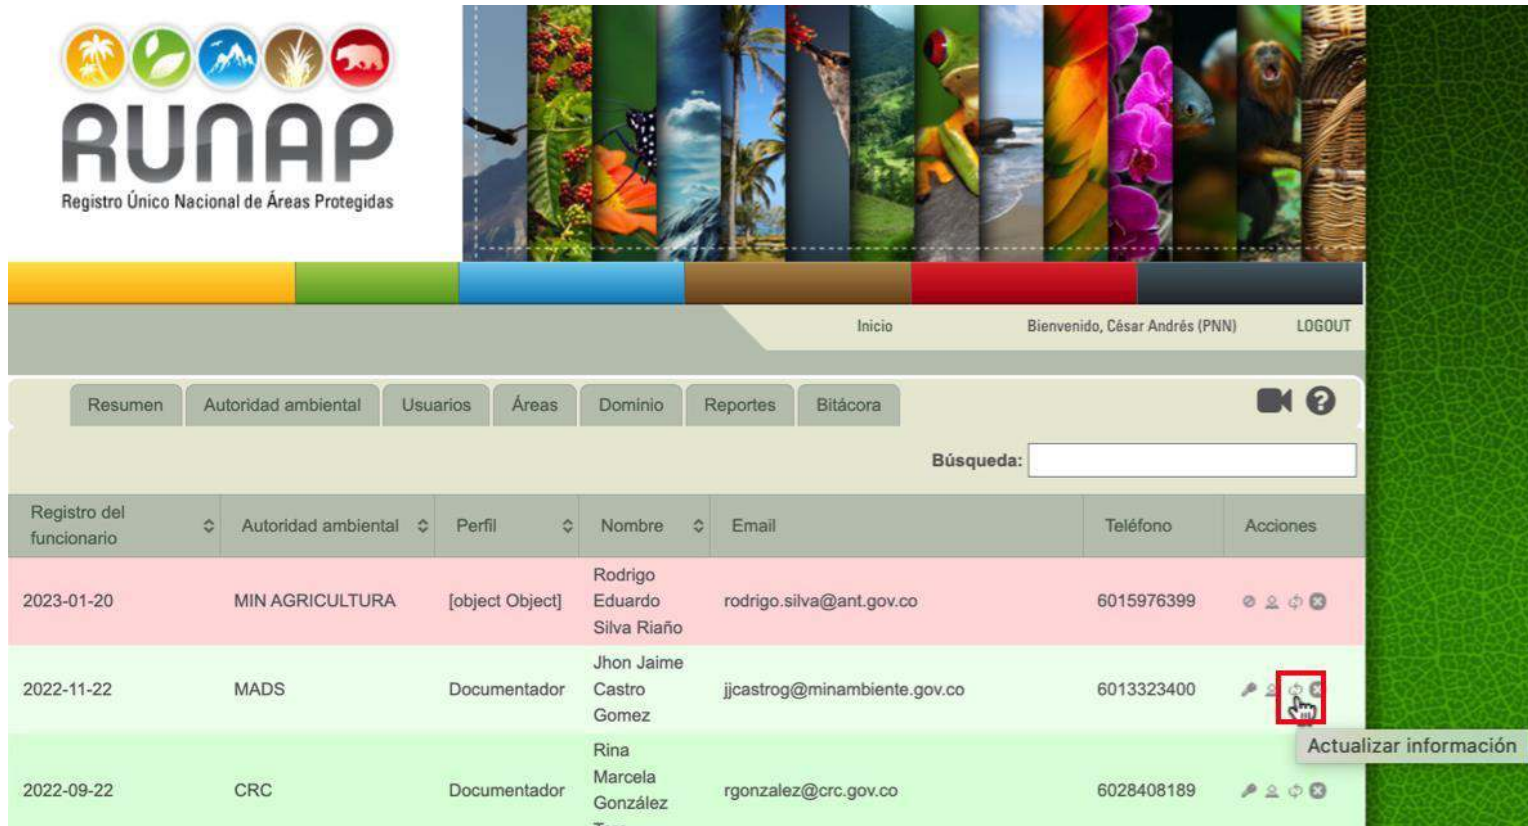 RUNAP
Registro Único Nacional de Áreas Protegidas
Inicio Bienvenido, César Andrés (PNN) LOGOUT
Resumen Autoridad ambiental Usuarios Áreas Dominio Reportes Bitácora
Búsqueda:
Registro del funcionario Autoridad ambiental Perfil Nombre Email Teléfono Acciones
2023-01-20 MIN AGRICULTURA [object Object] Rodrigo Eduardo Silva Riaño rodrigo.silva@ant.gov.co 6015976399
2022-11-22 MADS Documentador Jhon Jaime Castro Gomez jjcastrog@minambiente.gov.co 6013323400
Actualizar información
2022-09-22 CRC Documentador Rina Marcela González rgonzalez@crc.gov.co 6028408189